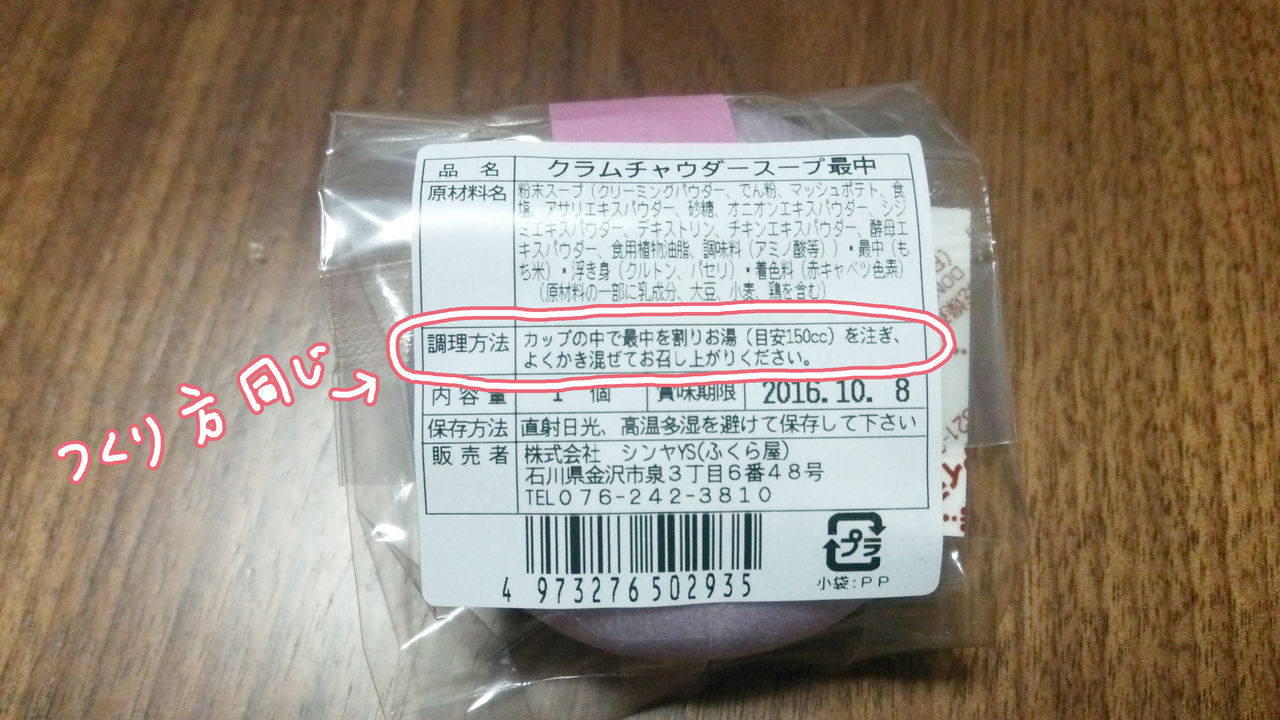 品名 クラムチャウダースープ最中
原材料名 粉末スープ（クリーミングパウダー、でん粉、マッシュポテト、食
塩、アサリエキスパウダー、砂糖、オニオンエキスパウダー、シジ
ミエキスパウダー、デキストリン、チキンエキスパウダー、酵母エ
キスパウダー、食用植物油脂、調味料（アミノ酸等））・最中（も
ち米）・浮き身（クルトン、パセリ）・着色料（赤キャベツ色素）
（原材料の一部に乳成分、大豆、小麦、鶏を含む）
調理方法 カップの中で最中を割りお湯（目安150cc）を注ぎ、
よくかき混ぜてお召し上がりください。
つくり方同じ→
内容量 1個 賞味期限 2016.10.8
保存方法 直射日光、高温多湿を避けて保存して下さい
販売者 株式会社 シンヤYS(ふくら屋)
石川県金沢市泉３丁目６番４８号
TEL０７６-２４２-３８１０
4 973276 502935
プラ
小袋:PP